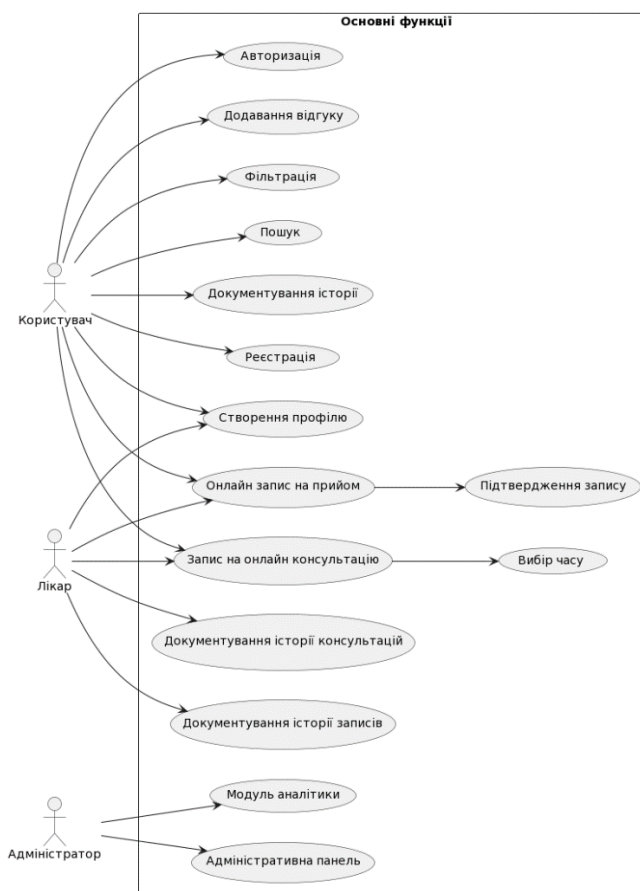 Основні функції
Авторизація
Додавання відгуку
Фільтрація
Пошук
Документування історії
Користувач
Реєстрація
Створення профілю
Онлайн запис на прийом
Підтвердження запису
Запис на онлайн консультацію
Вибір часу
Лікар
Документування історії консультацій
Документування історії записів
Модуль аналітики
Адміністратор
Адміністративна панель